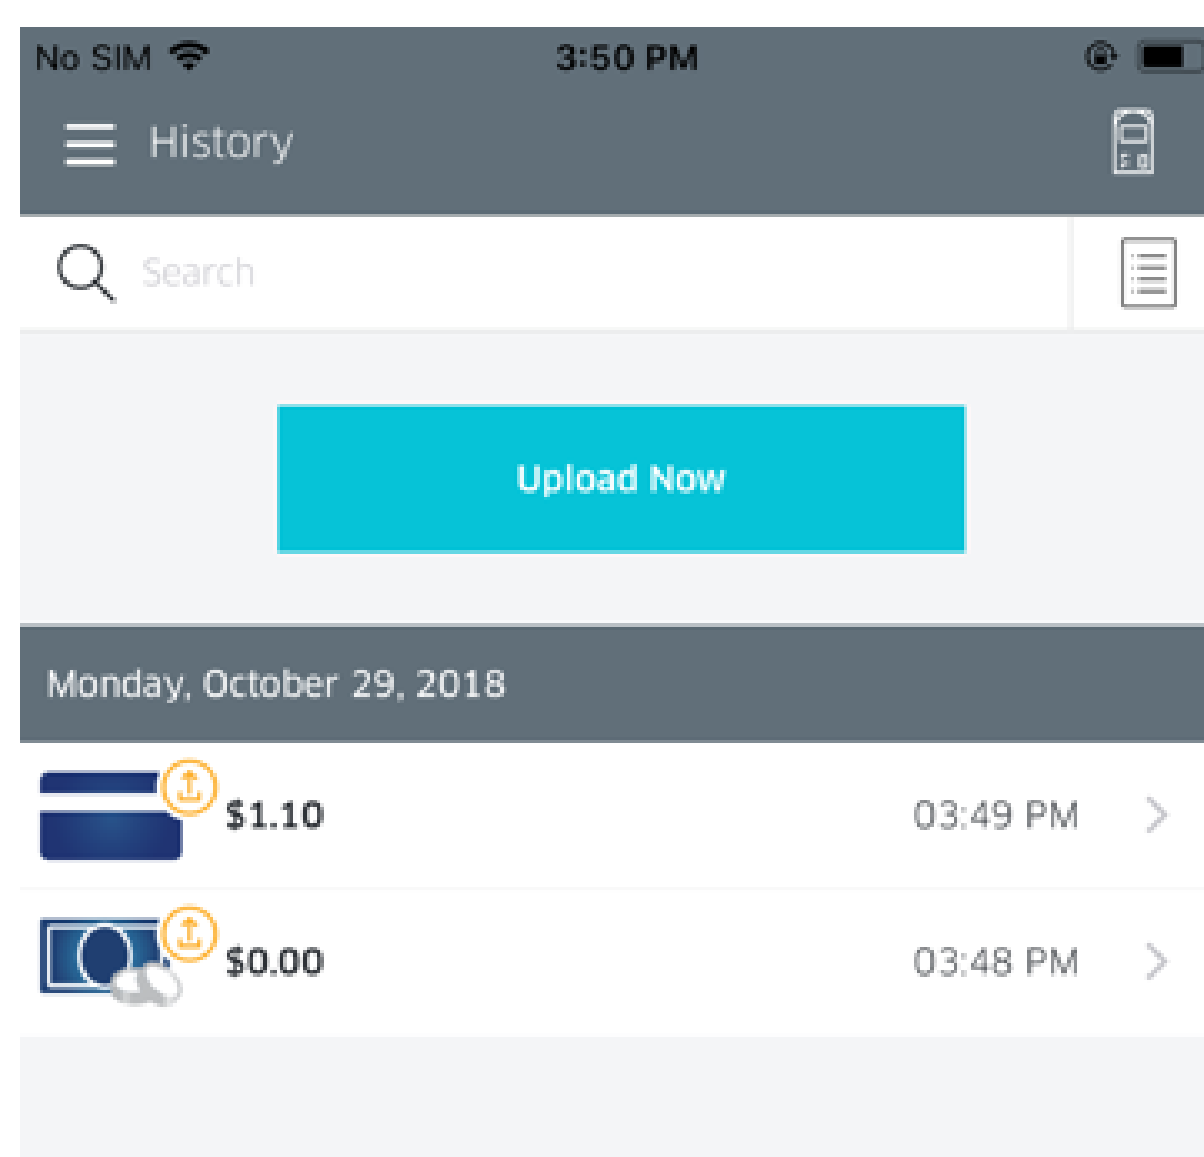 No SIM 3:50 PM
History
Search
Upload Now
Monday, October 29, 2018
$1.10 03:49 PM
$0.00 03:48 PM